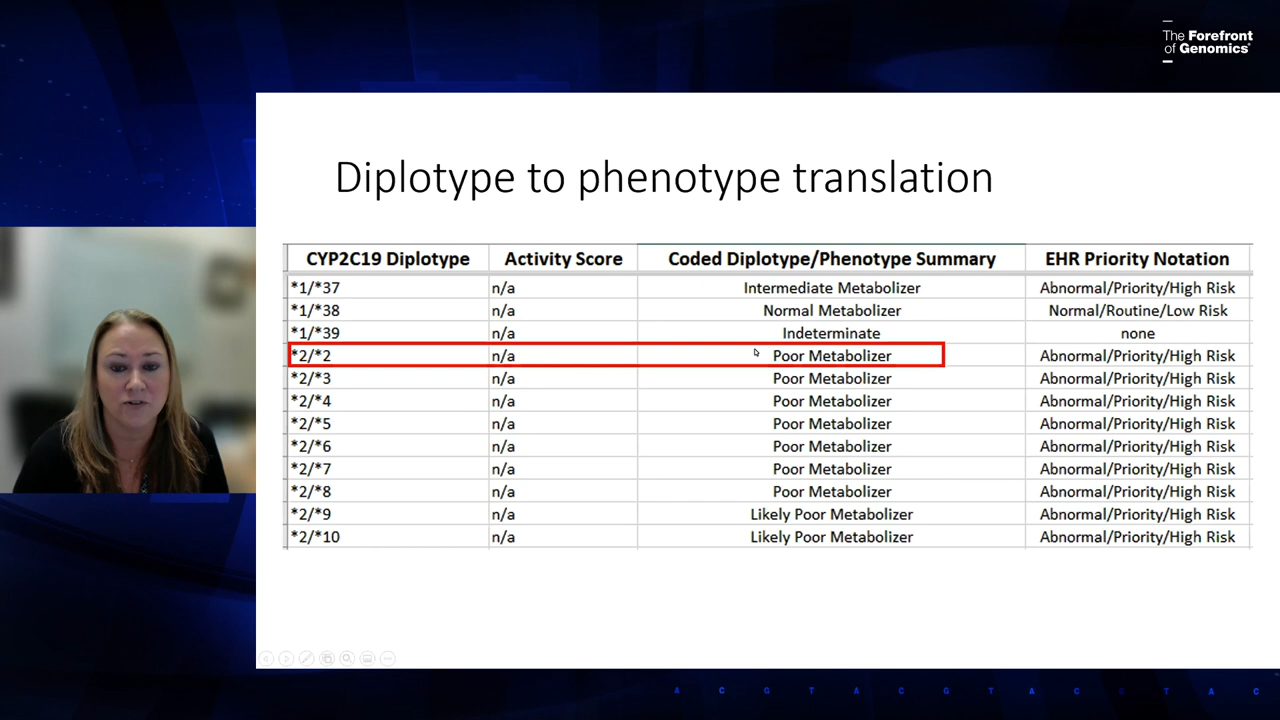 The Forefront
of Genomics®
Diplotype to phenotype translation
CYP2C19 Diplotype Activity Score Coded Diplotype/Phenotype Summary EHR Priority Notation
*1/*37 n/a Intermediate Metabolizer Abnormal/Priority/High Risk
*1/*38 n/a Normal Metabolizer Normal/Routine/Low Risk
*1/*39 n/a Indeterminate none
*2/*2 n/a Poor Metabolizer Abnormal/Priority/High Risk
*2/*3 n/a Poor Metabolizer Abnormal/Priority/High Risk
*2/*4 n/a Poor Metabolizer Abnormal/Priority/High Risk
*2/*5 n/a Poor Metabolizer Abnormal/Priority/High Risk
*2/*6 n/a Poor Metabolizer Abnormal/Priority/High Risk
*2/*7 n/a Poor Metabolizer Abnormal/Priority/High Risk
*2/*8 n/a Poor Metabolizer Abnormal/Priority/High Risk
*2/*9 n/a Likely Poor Metabolizer Abnormal/Priority/High Risk
*2/*10 n/a Likely Poor Metabolizer Abnormal/Priority/High Risk
A C G T A C G T A C G T A C